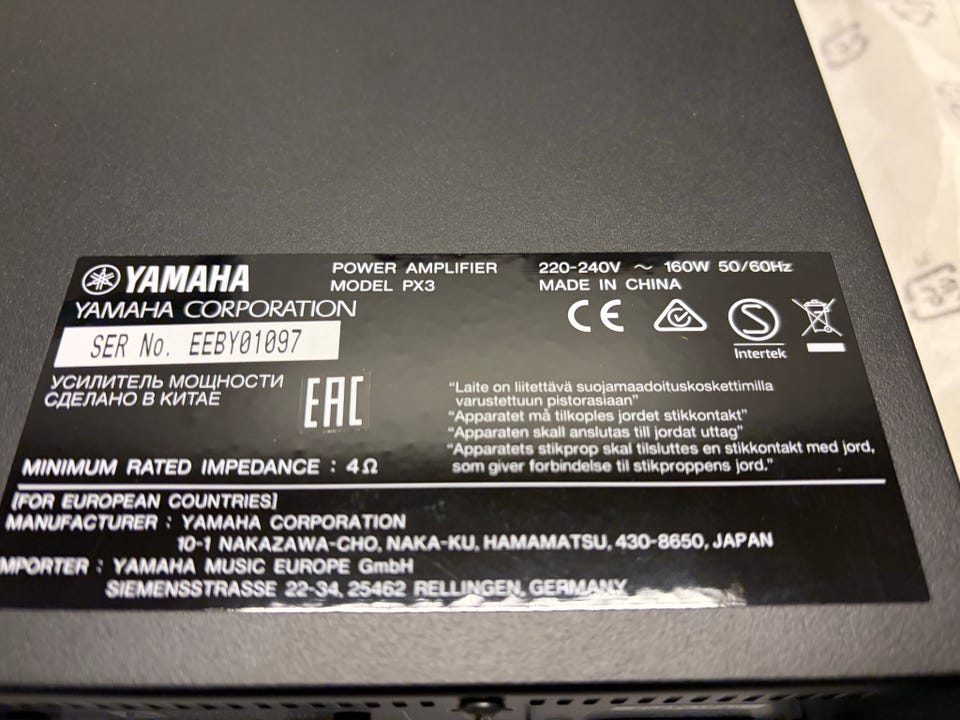 YAMAHA
YAMAHA CORPORATION
SER No. EEBY01097
POWER AMPLIFIER
MODEL PX3
220-240V ~ 160W 50/60Hz
MADE IN CHINA
CE
S
Intertek
УСИЛИТЕЛЬ МОЩНОСТИ
СДЕЛАНО В КИТАЕ
EAC
"Laite on liitettävä suojamaadoituskoskettimilla
varustettuun pistorasiaan"
"Apparatet må tilkoples jordet stikkontakt"
"Apparaten skall anslutas till jordat uttag"
"Apparatets stikprop skal tilsluttes en stikkontakt med jord,
som giver forbindelse til stikproppens jord."
MINIMUM RATED IMPEDANCE : 4Ω
[FOR EUROPEAN COUNTRIES]
MANUFACTURER : YAMAHA CORPORATION
10-1 NAKAZAWA-CHO, NAKA-KU, HAMAMATSU, 430-8650, JAPAN
IMPORTER : YAMAHA MUSIC EUROPE GmbH
SIEMENSSTRASSE 22-34, 25462 RELLINGEN, GERMANY